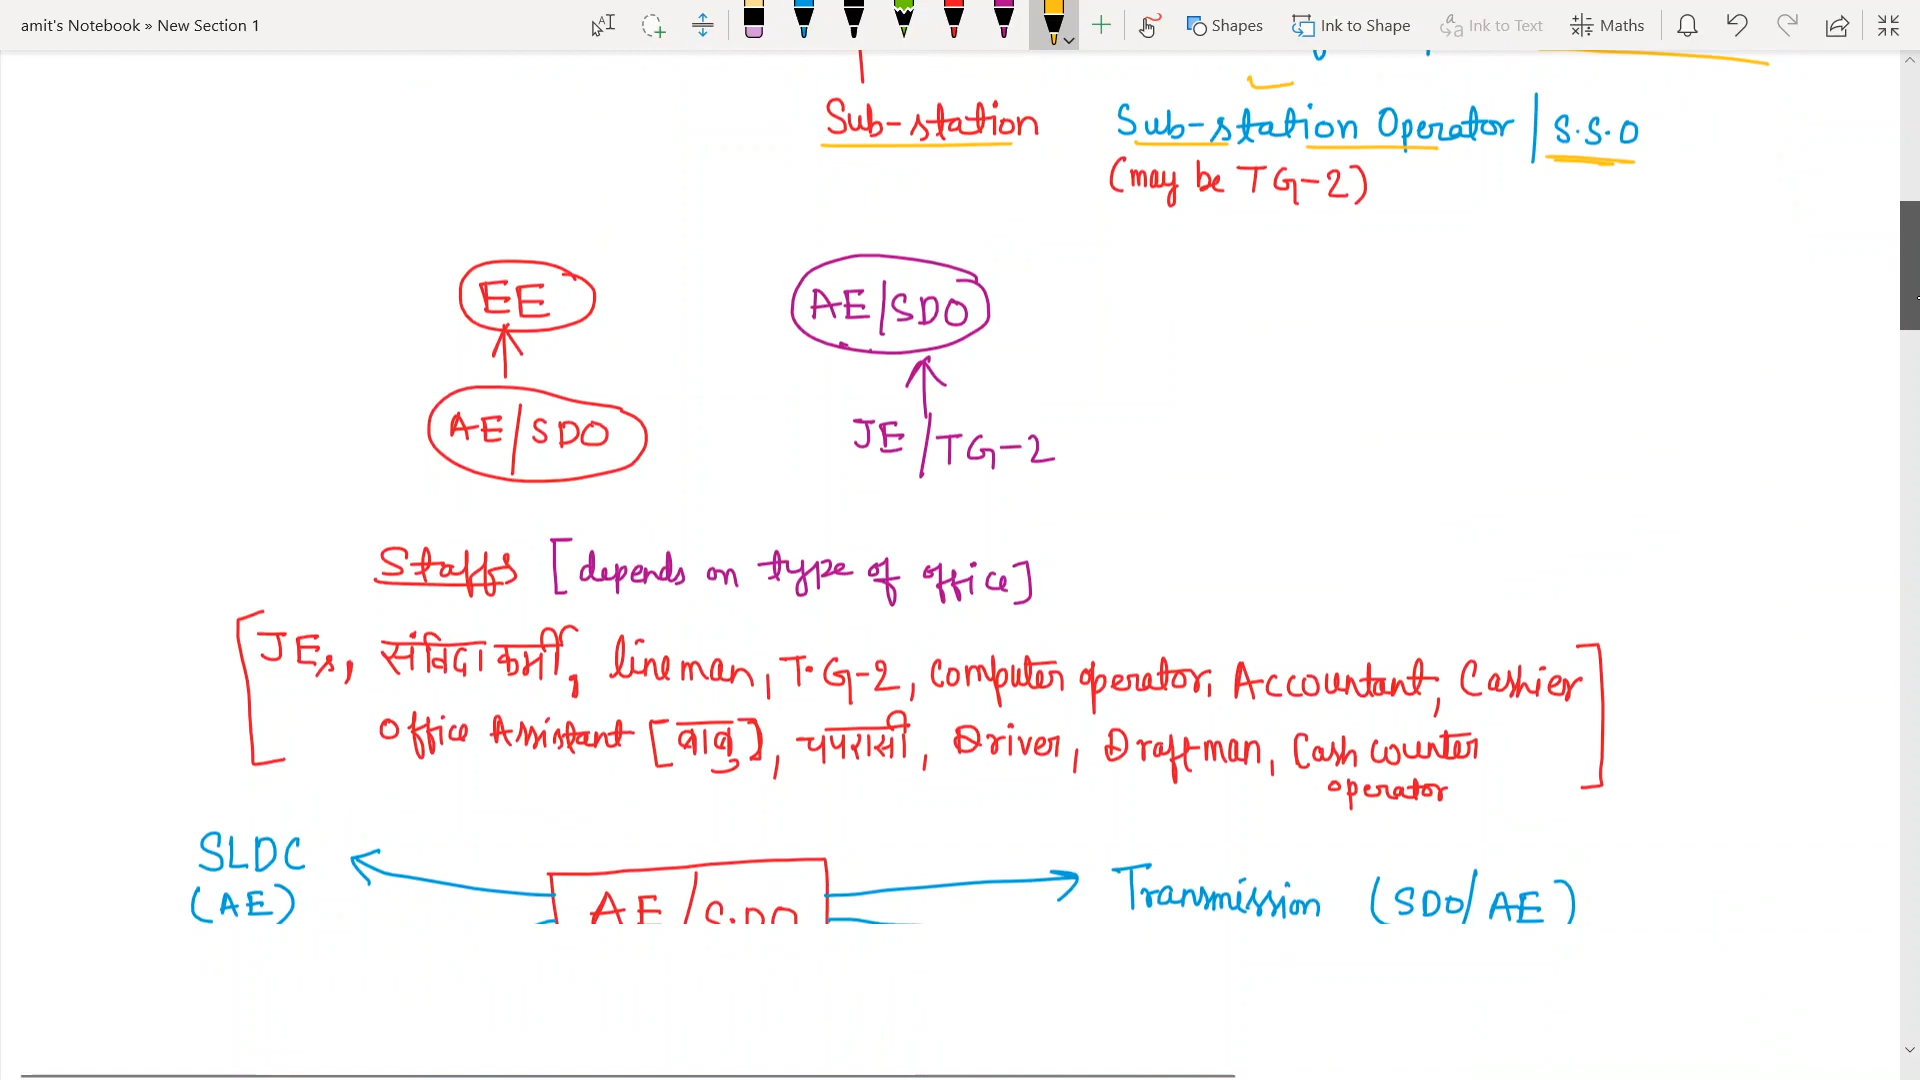 amit's Notebook » New Section 1
Shapes
Ink to Shape
Ink to Text
Maths
Sub-station
Sub-station Operator | S.S.O
(may be TG-2)
EE
AE/SDO
AE/SDO
JE/TG-2
Staffs [depends on type of office]
[JEs, संविदा कर्मी, lineman, T.G-2, Computer operator, Accountant, Cashier
Office Assistant [बाबु], चपरासी, Driver, Draftman, Cash counter
operator]
SLDC
(AE)
AE/S.DO
Transmission (SDO/AE)